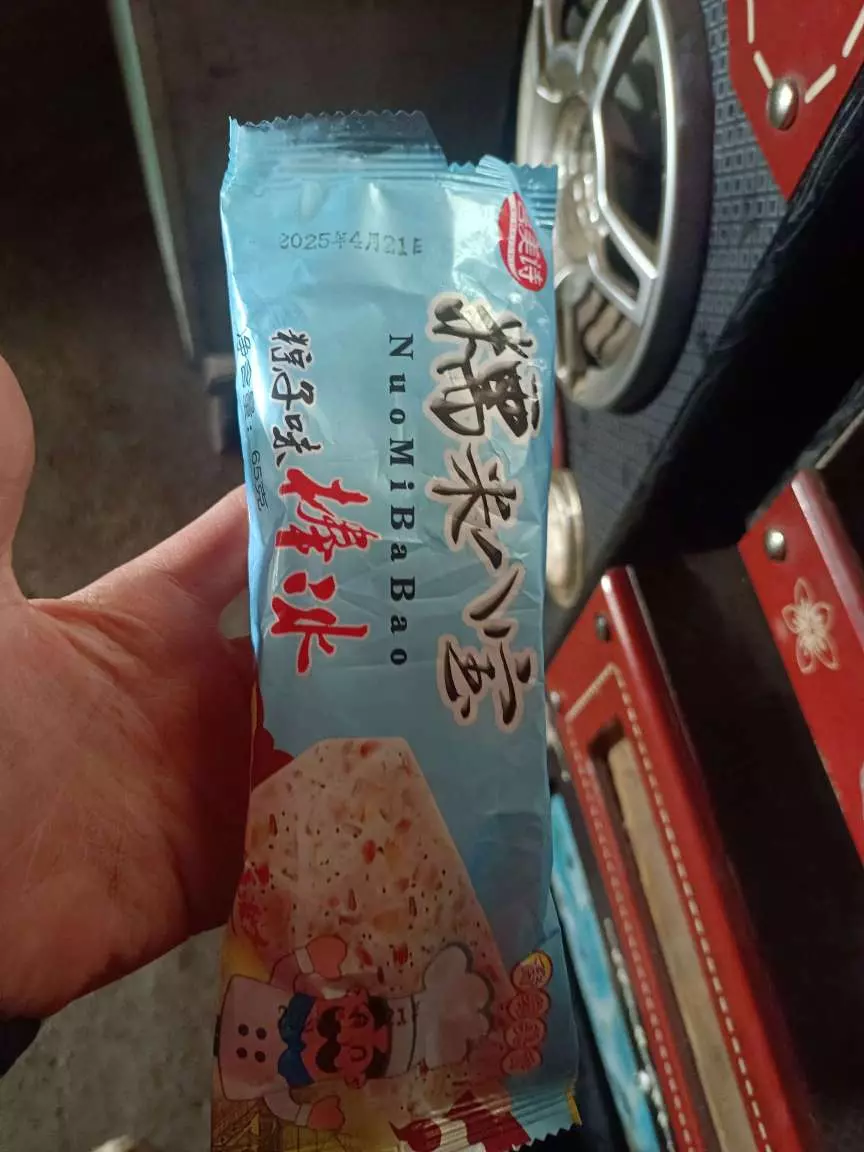 糯米八宝
NuoMiBaBao
粽子味
棒冰
净含量：65克
2025年4月21日